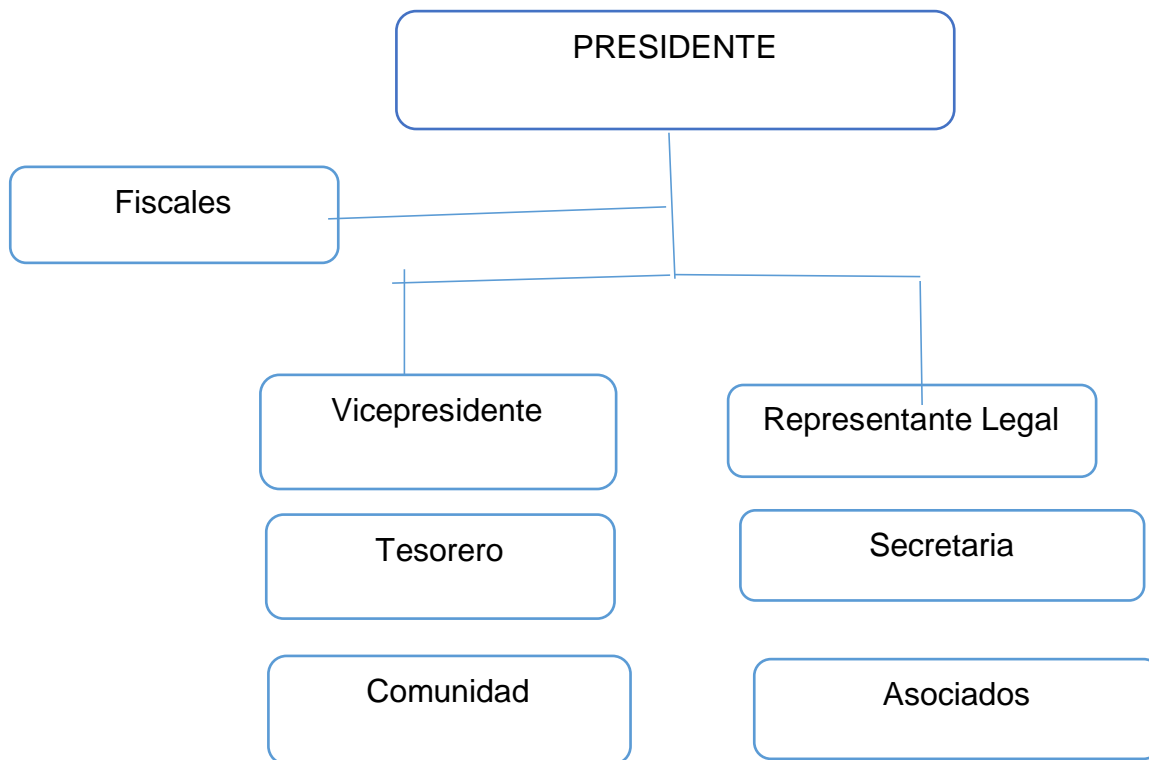 PRESIDENTE
Fiscales
Vicepresidente
Representante Legal
Tesorero
Secretaria
Comunidad
Asociados